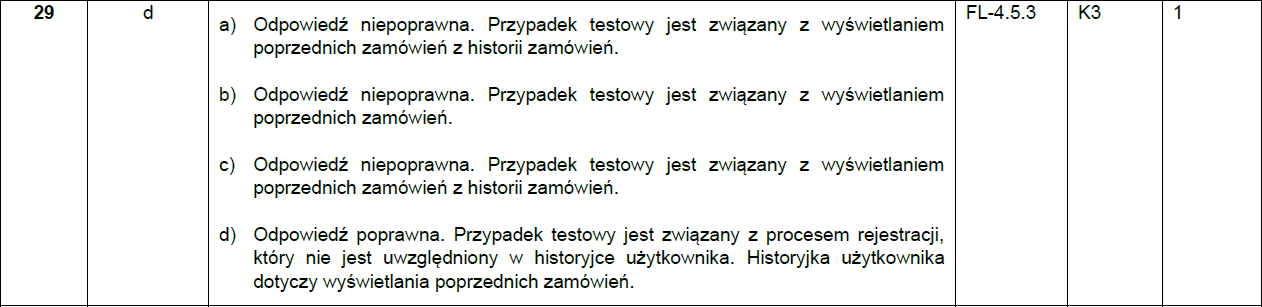 29 d a) Odpowiedź niepoprawna. Przypadek testowy jest związany z wyświetlaniem FL-4.5.3 K3 1
poprzednich zamówień z historii zamówień.
b) Odpowiedź niepoprawna. Przypadek testowy jest związany z wyświetlaniem
poprzednich zamówień.
c) Odpowiedź niepoprawna. Przypadek testowy jest związany z wyświetlaniem
poprzednich zamówień z historii zamówień.
d) Odpowiedź poprawna. Przypadek testowy jest związany z procesem rejestracji,
który nie jest uwzględniony w historyjce użytkownika. Historyjka użytkownika
dotyczy wyświetlania poprzednich zamówień.